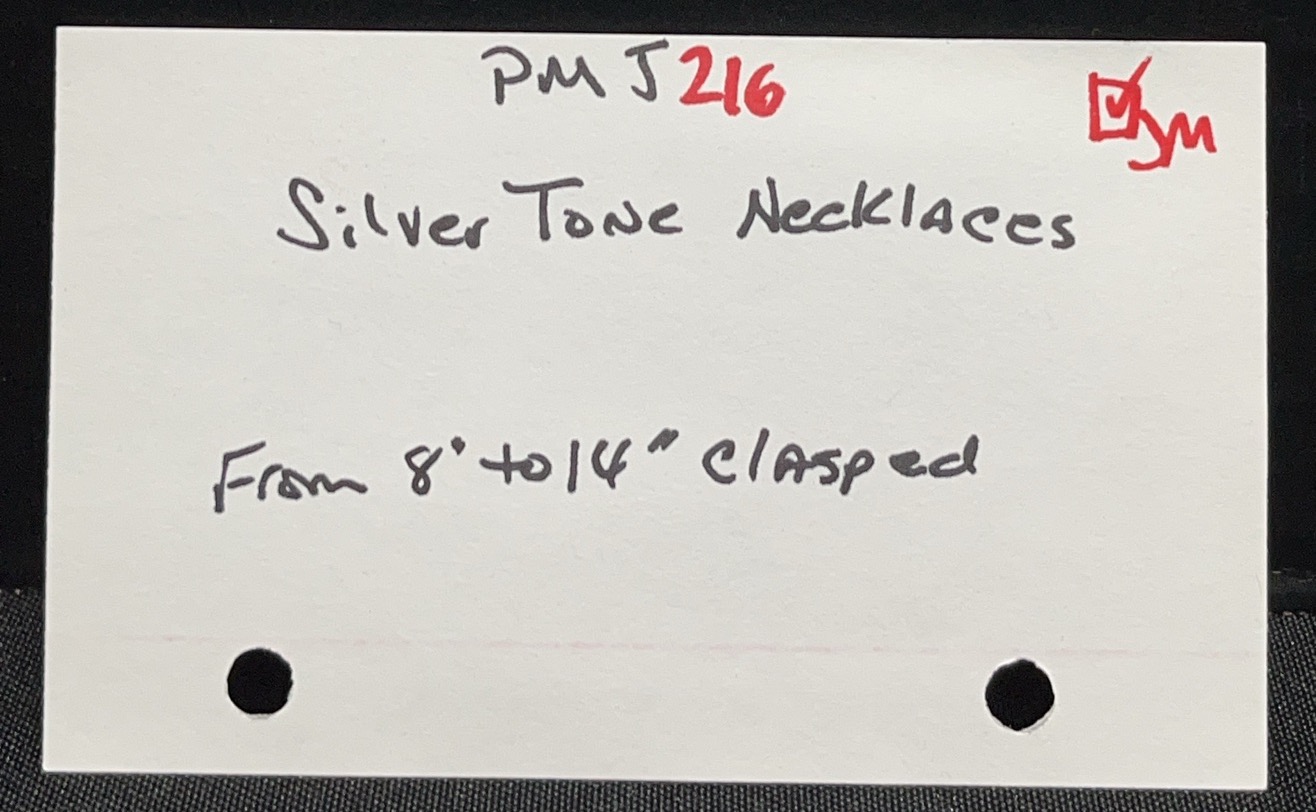 PMJ216
☑JM
Silver Tone Necklaces
From 8" to 14" clasped